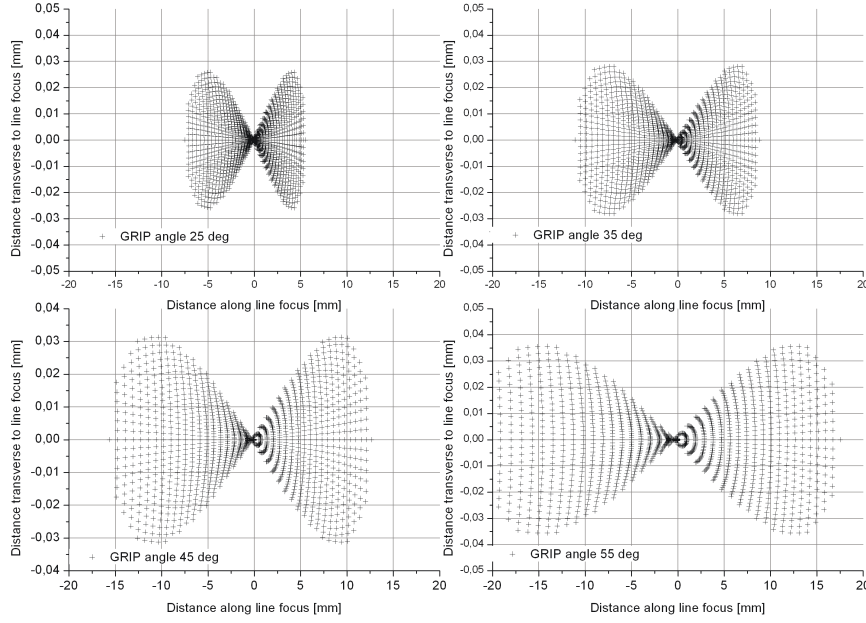 0,05
0,04
0,03
0,02
0,01
0,00
-0,01
-0,02
-0,03
-0,04
-0,05
-20 -15 -10 -5 0 5 10 15 20
Distance transverse to line focus [mm]
Distance along line focus [mm]
GRIP angle 25 deg
0,05
0,04
0,03
0,02
0,01
0,00
-0,01
-0,02
-0,03
-0,04
-0,05
-20 -15 -10 -5 0 5 10 15 20
Distance transverse to line focus [mm]
Distance along line focus [mm]
GRIP angle 35 deg
0,04
0,03
0,02
0,01
0,00
-0,01
-0,02
-0,03
-0,04
-20 -15 -10 -5 0 5 10 15 20
Distance transverse to line focus [mm]
Distance along line focus [mm]
GRIP angle 45 deg
0,05
0,04
0,03
0,02
0,01
0,00
-0,01
-0,02
-0,03
-0,04
-0,05
-20 -15 -10 -5 0 5 10 15 20
Distance transverse to line focus [mm]
Distance along line focus [mm]
GRIP angle 55 deg